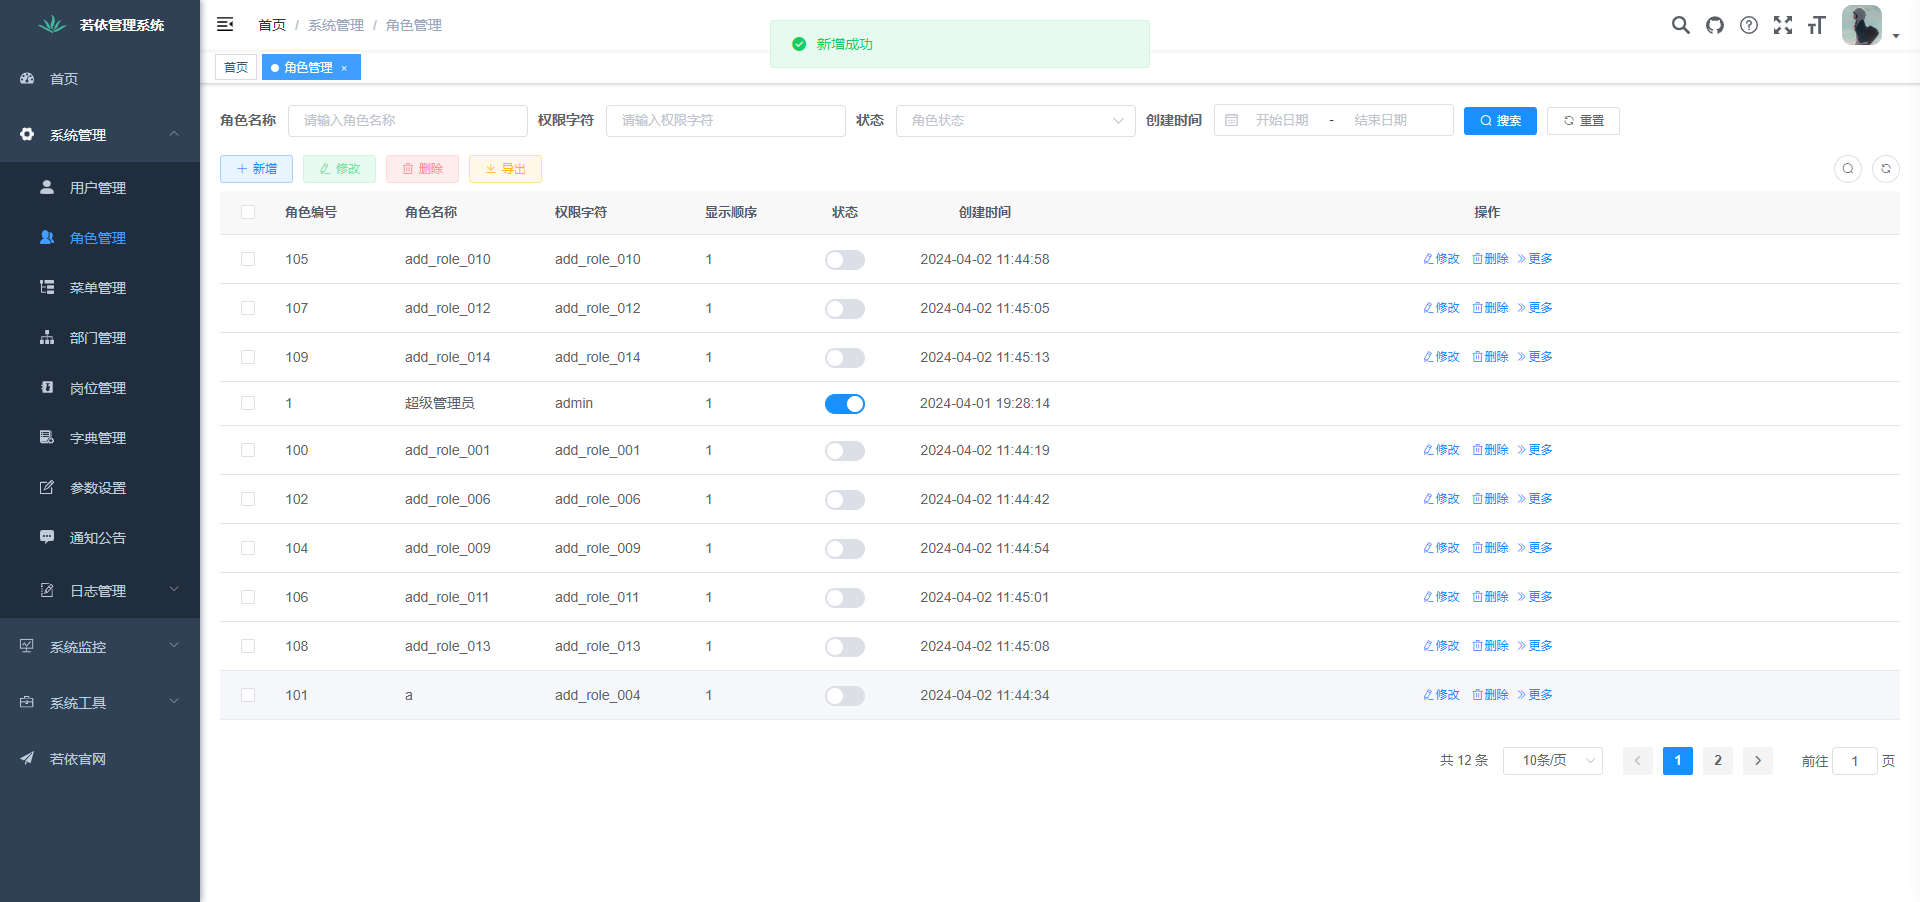 若依管理系统
首页
系统管理
用户管理
角色管理
菜单管理
部门管理
岗位管理
字典管理
参数设置
通知公告
日志管理
系统监控
系统工具
若依官网
首页 / 系统管理 / 角色管理
新增成功
首页 角色管理 ×
角色名称 请输入角色名称 权限字符 请输入权限字符 状态 角色状态 创建时间 开始日期 - 结束日期 搜索 重置
新增 修改 删除 导出
角色编号 角色名称 权限字符 显示顺序 状态 创建时间 操作
105 add_role_010 add_role_010 1 2024-04-02 11:44:58 修改 删除 更多
107 add_role_012 add_role_012 1 2024-04-02 11:45:05 修改 删除 更多
109 add_role_014 add_role_014 1 2024-04-02 11:45:13 修改 删除 更多
1 超级管理员 admin 1 2024-04-01 19:28:14
100 add_role_001 add_role_001 1 2024-04-02 11:44:19 修改 删除 更多
102 add_role_006 add_role_006 1 2024-04-02 11:44:42 修改 删除 更多
104 add_role_009 add_role_009 1 2024-04-02 11:44:54 修改 删除 更多
106 add_role_011 add_role_011 1 2024-04-02 11:45:01 修改 删除 更多
108 add_role_013 add_role_013 1 2024-04-02 11:45:08 修改 删除 更多
101 a add_role_004 1 2024-04-02 11:44:34 修改 删除 更多
共 12 条 10条/页 1 2 前往 1 页